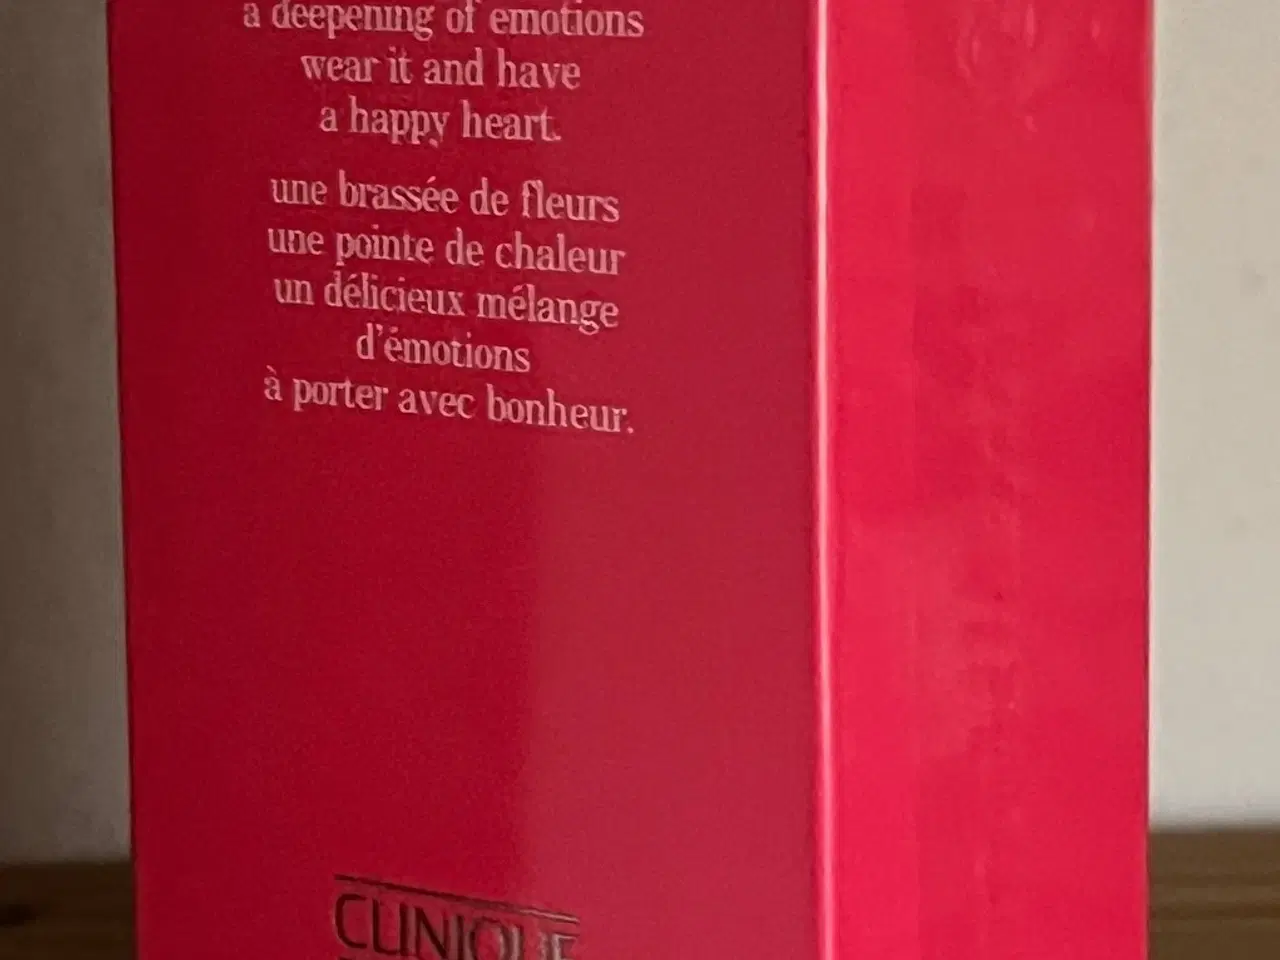 a deepening of emotions
wear it and have
a happy heart.
une brassée de fleurs
une pointe de chaleur
un délicieux mélange
d'émotions
à porter avec bonheur.
CLINIQUE